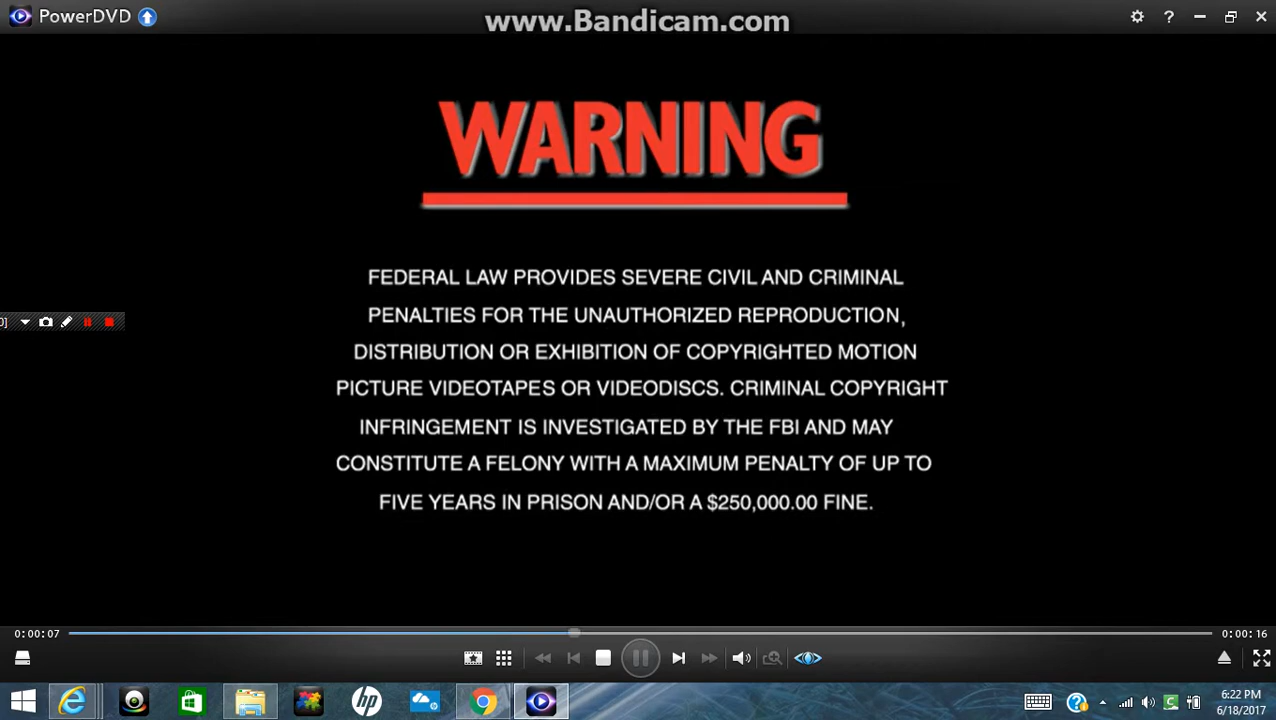 PowerDVD
www.Bandicam.com
WARNING
FEDERAL LAW PROVIDES SEVERE CIVIL AND CRIMINAL
PENALTIES FOR THE UNAUTHORIZED REPRODUCTION,
DISTRIBUTION OR EXHIBITION OF COPYRIGHTED MOTION
PICTURE VIDEOTAPES OR VIDEODISCS. CRIMINAL COPYRIGHT
INFRINGEMENT IS INVESTIGATED BY THE FBI AND MAY
CONSTITUTE A FELONY WITH A MAXIMUM PENALTY OF UP TO
FIVE YEARS IN PRISON AND/OR A $250,000.00 FINE.
0]
0:00:07
0:00:16
hp
6:22 PM
6/18/2017